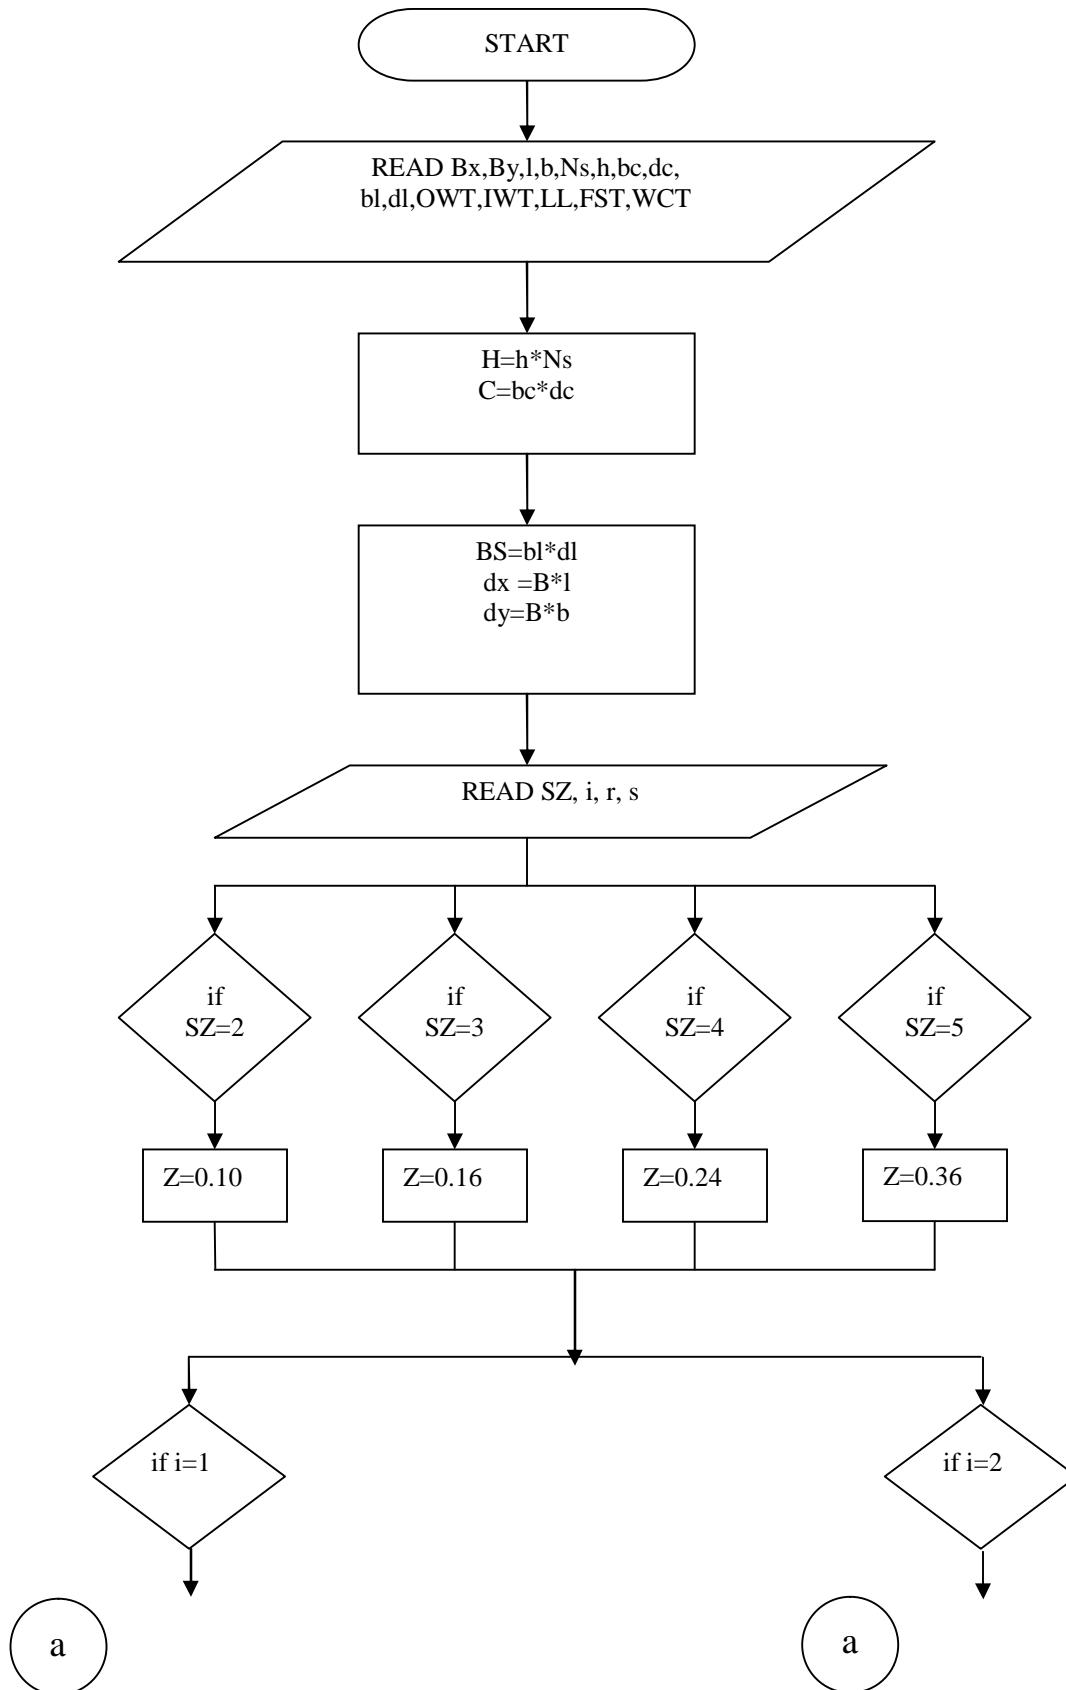 START
READ Bx,By,l,b,Ns,h,bc,dc,
bl,dl,OWT,IWT,LL,FST,WCT
H=h*Ns
C=bc*dc
BS=bl*dl
dx =B*l
dy=B*b
READ SZ, i, r, s
if
SZ=2
if
SZ=3
if
SZ=4
if
SZ=5
Z=0.10
Z=0.16
Z=0.24
Z=0.36
if i=1
if i=2
a
a